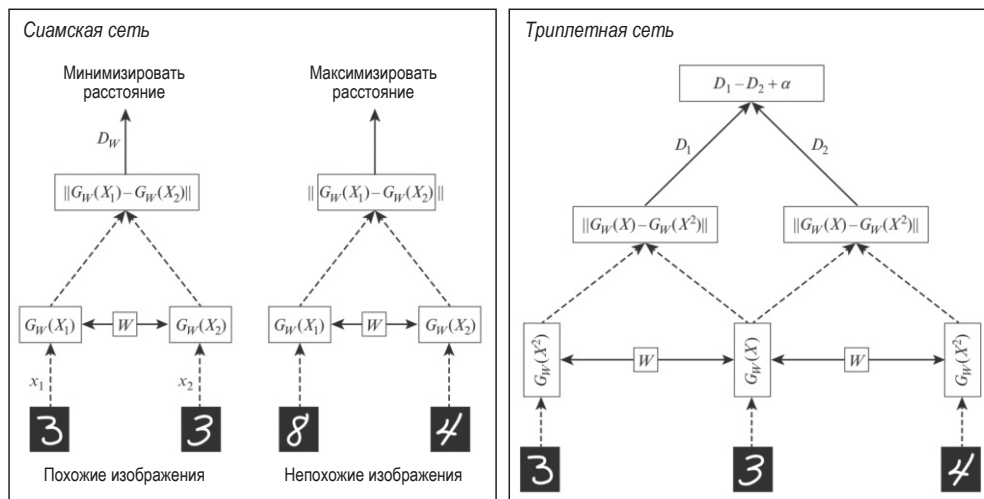 Сиамская сеть
Минимизировать
расстояние
Максимизировать
расстояние
D_W
||G_W(X_1) – G_W(X_2)||
||G_W(X_1) – G_W(X_2)||
G_W(X_1)
W
G_W(X_2)
G_W(X_1)
W
G_W(X_2)
x_1
x_2
3
3
8
4
Похожие изображения
Непохожие изображения
Триплетная сеть
D_1 – D_2 + α
D_1
D_2
||G_W(X) – G_W(X^2)||
||G_W(X) – G_W(X^2)||
G_W(X^2)
W
G_W(X)
W
G_W(X^2)
3
3
4